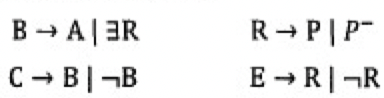 B → A | ∃R R → P | P⁻
C → B | ¬B E → R | ¬R